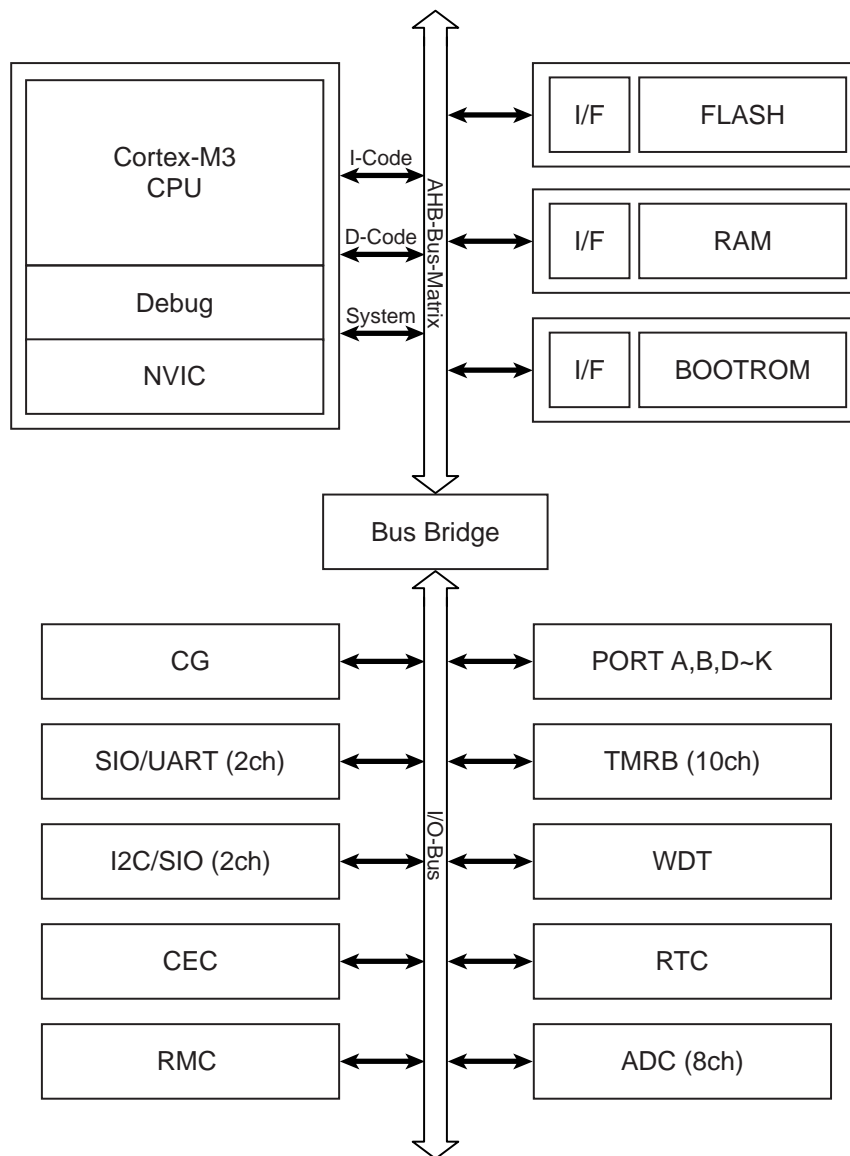 Cortex-M3
CPU
Debug
NVIC
I-Code
D-Code
System
AHB-Bus-Matrix
I/F
FLASH
I/F
RAM
I/F
BOOTROM
Bus Bridge
I/O-Bus
CG
PORT A,B,D~K
SIO/UART (2ch)
TMRB (10ch)
I2C/SIO (2ch)
WDT
CEC
RTC
RMC
ADC (8ch)